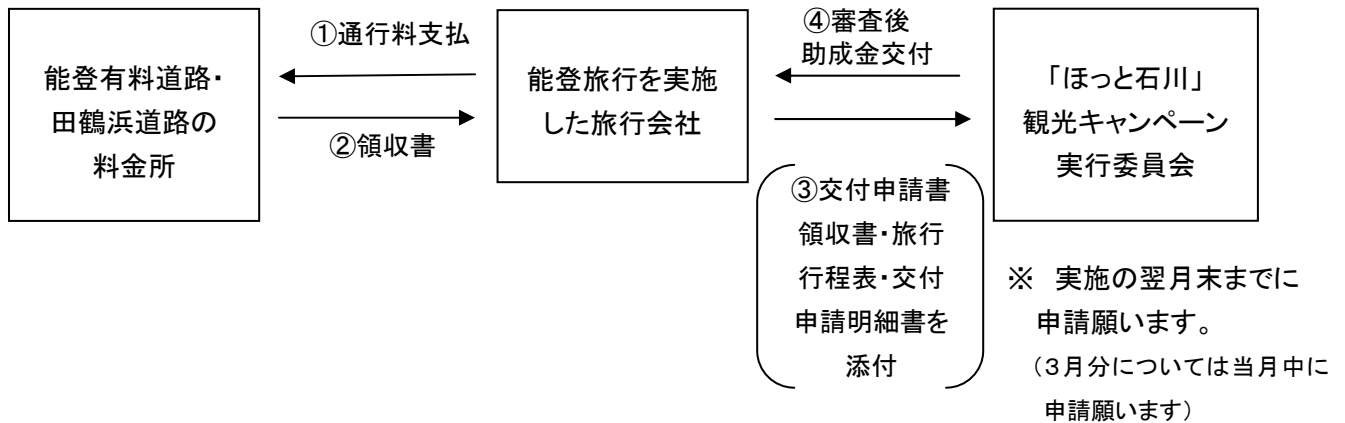 能登有料道路・
田鶴浜道路の
料金所
①通行料支払
②領収書
能登旅行を実施
した旅行会社
④審査後
助成金交付
③交付申請書
領収書・旅行
行程表・交付
申請明細書を
添付
「ほっと石川」
観光キャンペーン
実行委員会
※ 実施の翌月末までに
申請願います。
（３月分については当月中に
申請願います）